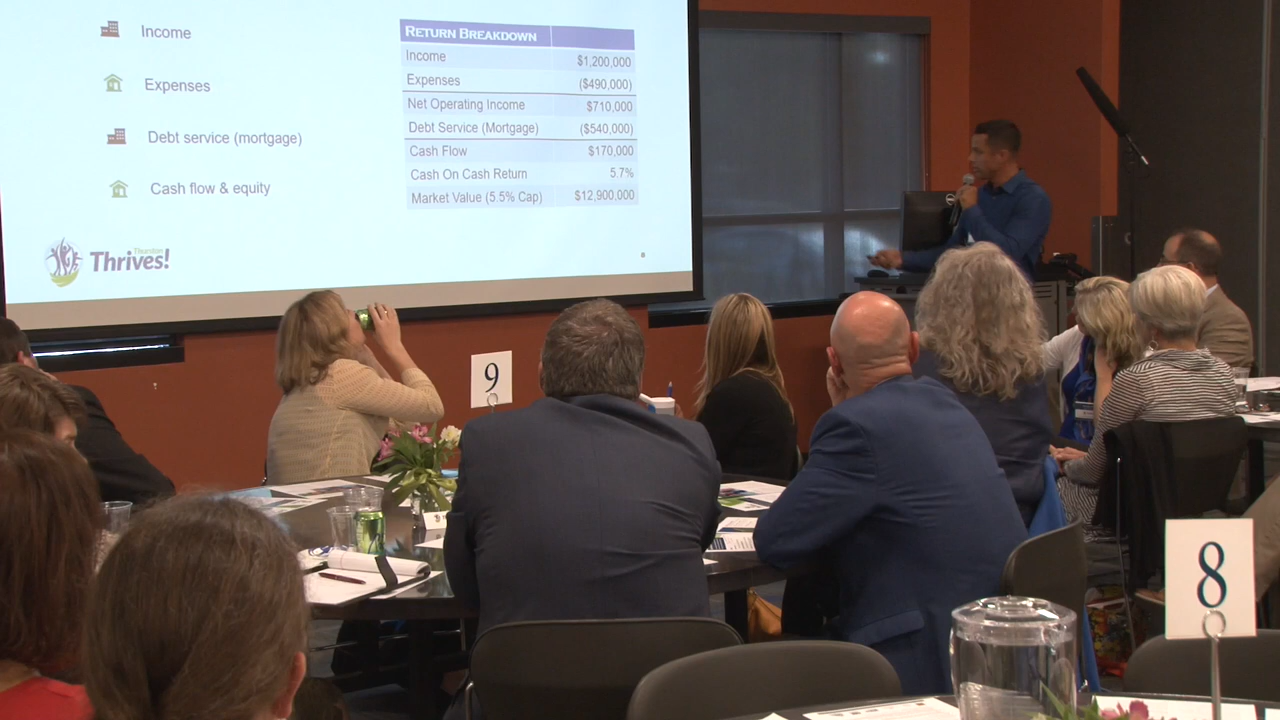 Income
Expenses
Debt service (mortgage)
Cash flow & equity
RETURN BREAKDOWN
Income $1,200,000
Expenses ($490,000)
Net Operating Income $710,000
Debt Service (Mortgage) ($540,000)
Cash Flow $170,000
Cash On Cash Return 5.7%
Market Value (5.5% Cap) $12,900,000
Thurston
Thrives!
8
9
8